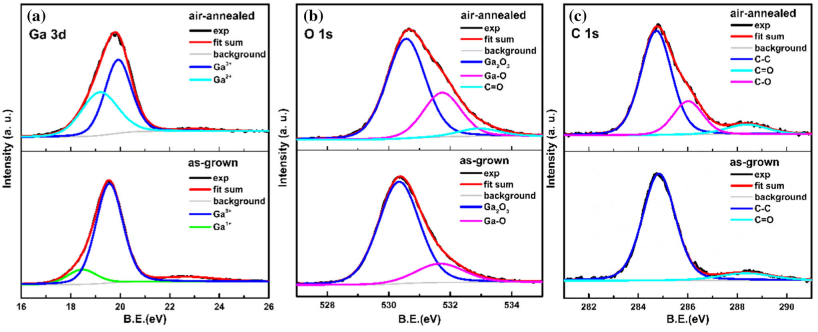 (a)
Ga 3d
air-annealed
exp
fit sum
background
Ga³⁺
Ga²⁺
as-grown
exp
fit sum
background
Ga³⁺
Ga¹⁺
Intensity (a. u.)
16 18 20 22 24 26
B.E.(eV)
(b)
O 1s
air-annealed
exp
fit sum
background
Ga₂O₃
Ga-O
C=O
as-grown
exp
fit sum
background
Ga₂O₃
Ga-O
Intensity (a. u.)
528 530 532 534
B.E.(eV)
(c)
C 1s
air-annealed
exp
fit sum
background
C-C
C=O
C-O
as-grown
exp
fit sum
background
C-C
C=O
Intensity (a. u.)
282 284 286 288 290
B.E.(eV)